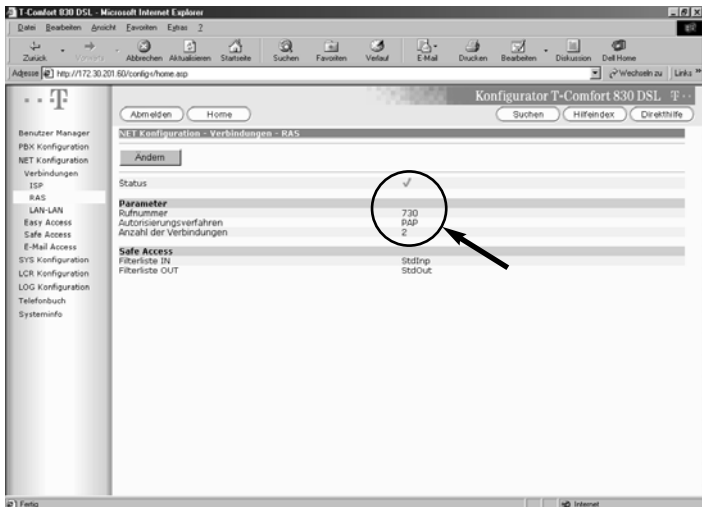 T-Comfort 830 DSL - Microsoft Internet Explorer
Datei Bearbeiten Ansicht Favoriten Extras ?
Zurück Vorwärts Abbrechen Aktualisieren Startseite Suchen Favoriten Verlauf E-Mail Drucken Bearbeiten Diskussion Dell Home
Adresse http://172.30.201.60/config</home.asp Wechseln zu Links »
T
Konfigurator T-Comfort 830 DSL T
Abmelden Home Suchen Hilfeindex Direkthilfe
Benutzer Manager
PBX Konfiguration
NET Konfiguration
Verbindungen
ISP
RAS
LAN-LAN
Easy Access
Safe Access
E-Mail Access
SYS Konfiguration
LCR Konfiguration
LOG Konfiguration
Telefonbuch
Systeminfo
NET Konfiguration - Verbindungen - RAS
Ändern
Status
Parameter
Rufnummer 730
Autorisierungsverfahren PAP
Anzahl der Verbindungen 2
Safe Access
Filterliste IN StdInp
Filterliste OUT StdOut
Fertig Internet